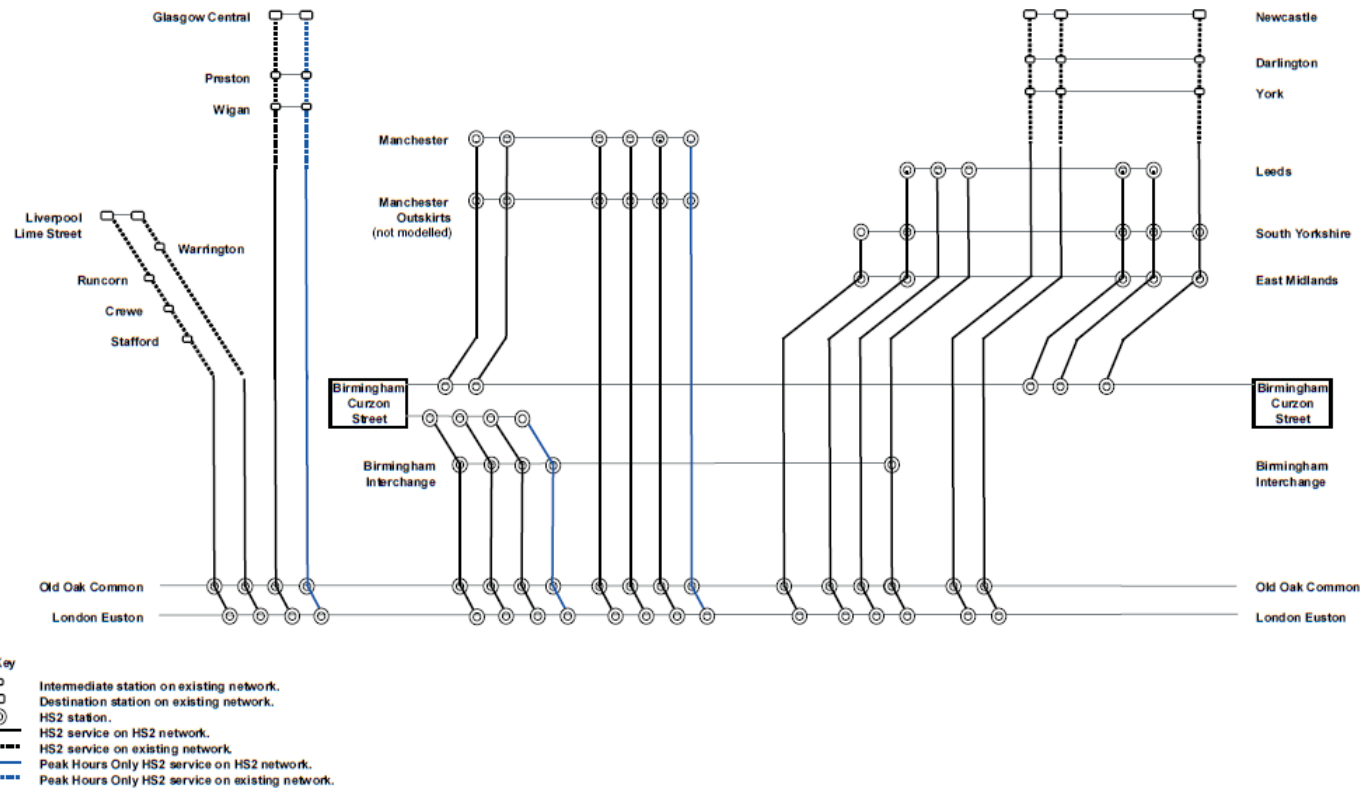 Glasgow Central
Preston
Wigan
Manchester
Manchester
Outskirts
(not modelled)
Liverpool
Lime Street
Warrington
Runcorn
Crewe
Stafford
Newcastle
Darlington
York
Leeds
South Yorkshire
East Midlands
Birmingham
Curzon
Street
Birmingham
Curzon
Street
Birmingham
Interchange
Birmingham
Interchange
Old Oak Common
Old Oak Common
London Euston
London Euston
Key
Intermediate station on existing network.
Destination station on existing network.
HS2 station.
HS2 service on HS2 network.
HS2 service on existing network.
Peak Hours Only HS2 service on HS2 network.
Peak Hours Only HS2 service on existing network.